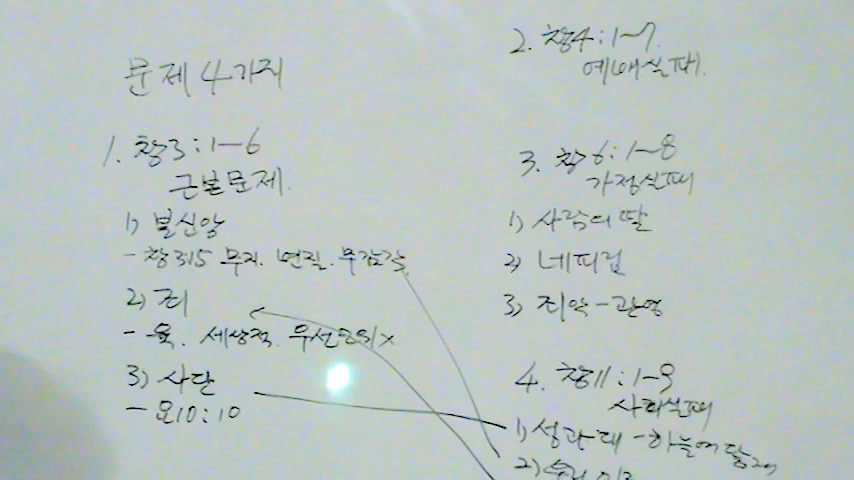 문제 4가지
1. 창3:1-6
근본문제.
1) 불신앙
- 창3:5 무지. 변질. 무감각
2) 죄
- 욕. 세상적. 우선순위x
3) 사단
- 요10:10
2. 창4:1~7.
예배실패.
3. 창6:1~8
가정실패
1) 사람의 딸
2) 네피림
3) 죄악 - 관영
4. 창11:1-9
사회실패
1) 성과 대 - 하늘에 닿고
2)